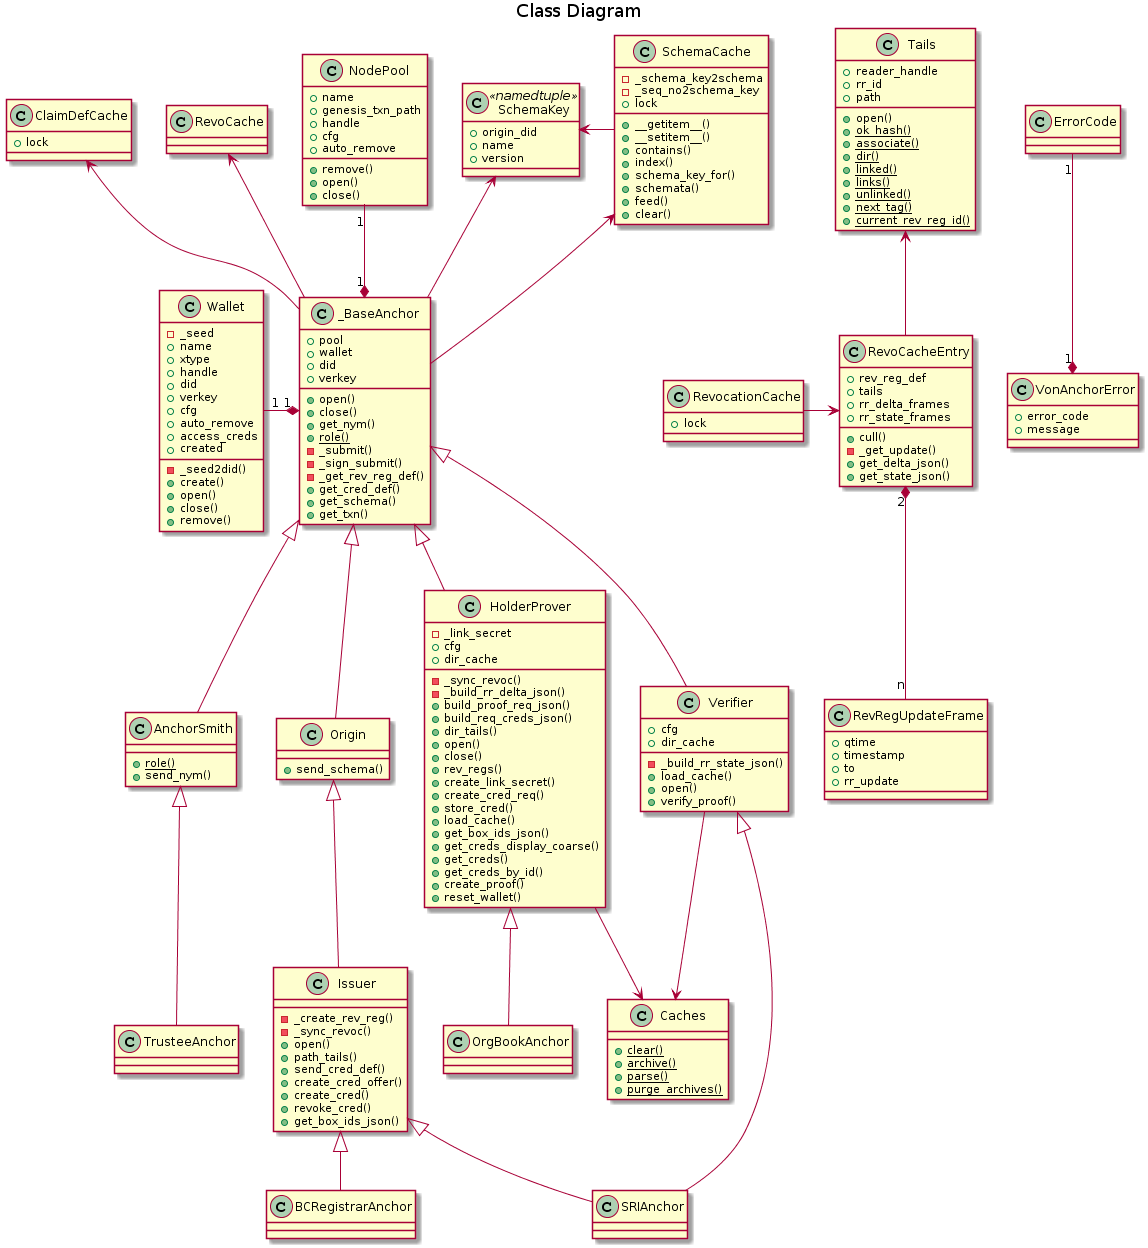 Class Diagram
C ClaimDefCache
lock
C RevoCache
C NodePool
name
genesis_txn_path
handle
cfg
auto_remove
remove()
open()
close()
C «namedtuple»
SchemaKey
origin_did
name
version
C SchemaCache
_schema_key2schema
_seq_no2schema_key
lock
__getitem__()
__setitem__()
contains()
index()
schema_key_for()
schemata()
feed()
clear()
C Tails
reader_handle
rr_id
path
open()
ok_hash()
associate()
dir()
linked()
links()
unlinked()
next_tag()
current_rev_reg_id()
C ErrorCode
1
1
1
1
C Wallet
_seed
name
xtype
handle
did
verkey
cfg
auto_remove
access_creds
created
_seed2did()
create()
open()
close()
remove()
1 1
C _BaseAnchor
pool
wallet
did
verkey
open()
close()
get_nym()
role()
_submit()
_sign_submit()
_get_rev_reg_def()
get_cred_def()
get_schema()
get_txn()
C RevocationCache
lock
C RevoCacheEntry
rev_reg_def
tails
rr_delta_frames
rr_state_frames
cull()
_get_update()
get_delta_json()
get_state_json()
C VonAnchorError
error_code
message
2
n
C AnchorSmith
role()
send_nym()
C Origin
send_schema()
C HolderProver
_link_secret
cfg
dir_cache
_sync_revoc()
_build_rr_delta_json()
build_proof_req_json()
build_req_creds_json()
dir_tails()
open()
close()
rev_regs()
create_link_secret()
create_cred_req()
store_cred()
load_cache()
get_box_ids_json()
get_creds_display_coarse()
get_creds()
get_creds_by_id()
create_proof()
reset_wallet()
C Verifier
cfg
dir_cache
_build_rr_state_json()
load_cache()
open()
verify_proof()
C RevRegUpdateFrame
qtime
timestamp
to
rr_update
C TrusteeAnchor
C Issuer
_create_rev_reg()
_sync_revoc()
open()
path_tails()
send_cred_def()
create_cred_offer()
create_cred()
revoke_cred()
get_box_ids_json()
C OrgBookAnchor
C Caches
clear()
archive()
parse()
purge_archives()
C BCRegistrarAnchor
C SRIAnchor